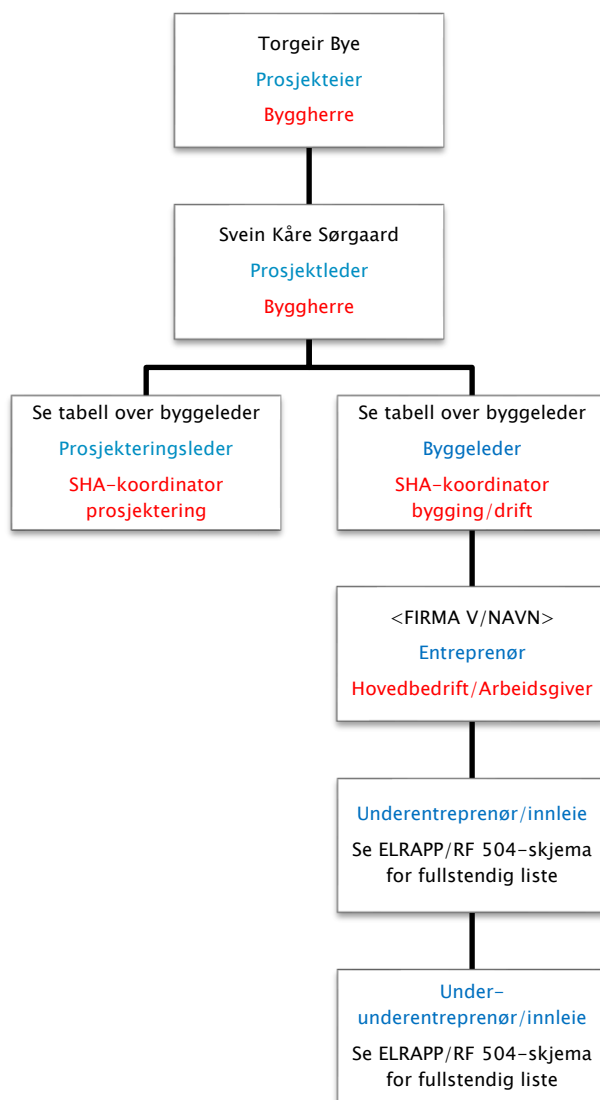 Torgeir Bye
Prosjekteier
Byggherre
Svein Kåre Sørgaard
Prosjektleder
Byggherre
Se tabell over byggeleder
Prosjekteringsleder
SHA-koordinator
prosjektering
Se tabell over byggeleder
Byggeleder
SHA-koordinator
bygging/drift
<FIRMA V/NAVN>
Entreprenør
Hovedbedrift/Arbeidsgiver
Underentreprenør/innleie
Se ELRAPP/RF 504-skjema
for fullstendig liste
Under-
underentreprenør/innleie
Se ELRAPP/RF 504-skjema
for fullstendig liste